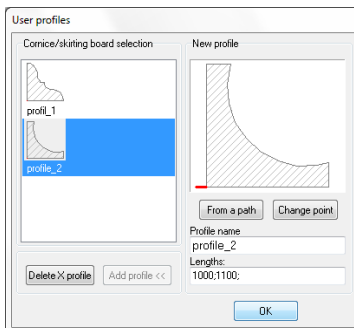 User profiles
Cornice/skirting board selection
profil_1
profile_2
Delete X profile
Add profile <<
New profile
From a path
Change point
Profile name
profile_2
Lengths:
1000;1100;
OK